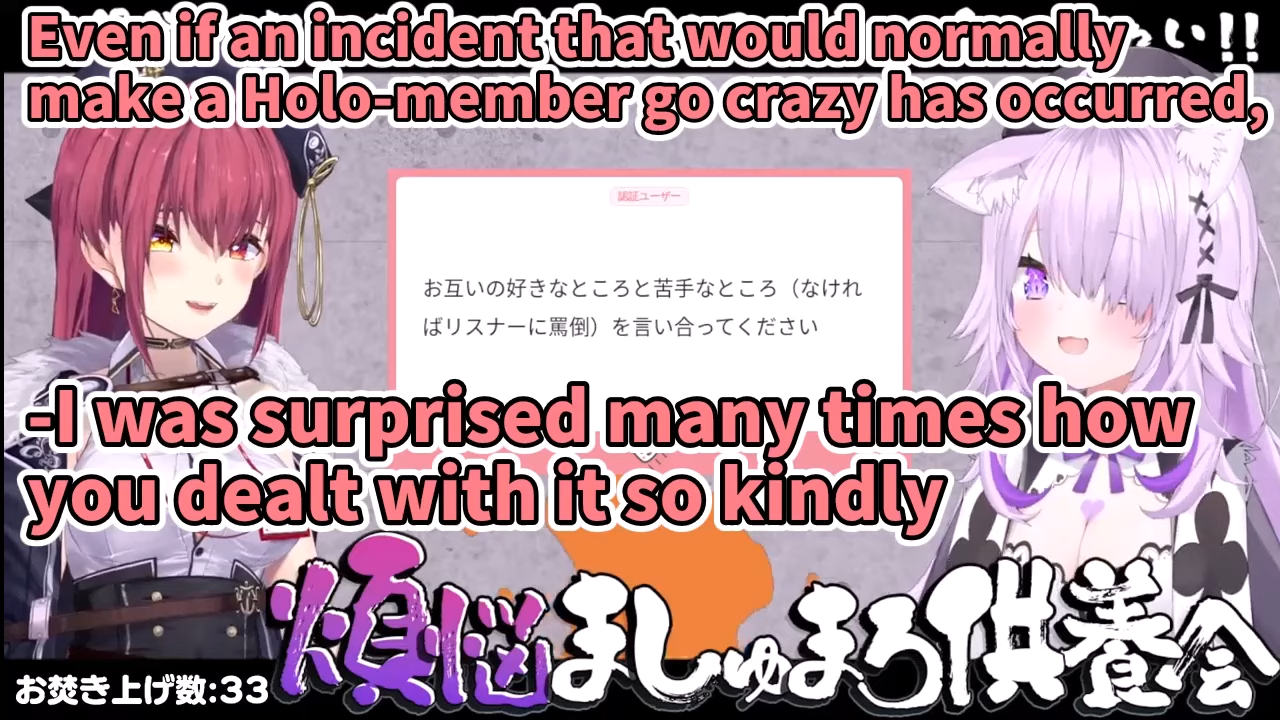 Even if an incident that would normally
make a Holo-member go crazy has occurred,
い!!
認証ユーザー
お互いの好きなところと苦手なところ（なけれ
ばリスナーに罵倒）を言い合ってください
-I was surprised many times how
you dealt with it so kindly
煩悩ましゅまろ供養会
お焚き上げ数:33